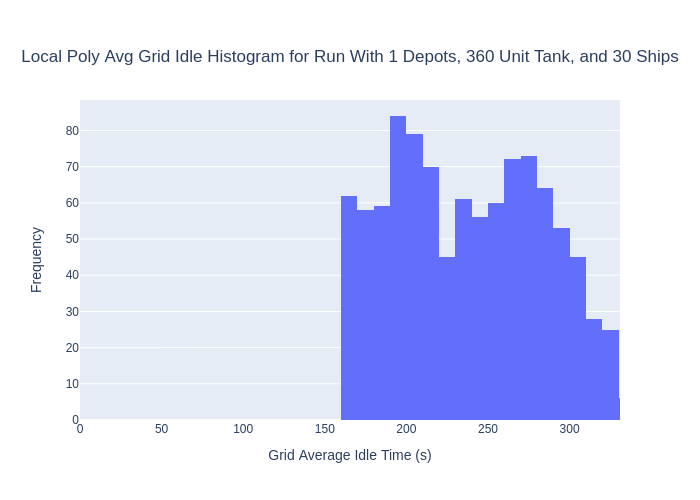 Local Poly Avg Grid Idle Histogram for Run With 1 Depots, 360 Unit Tank, and 30 Ships
80
70
60
50
40
30
20
10
0
Frequency
0 50 100 150 200 250 300
Grid Average Idle Time (s)